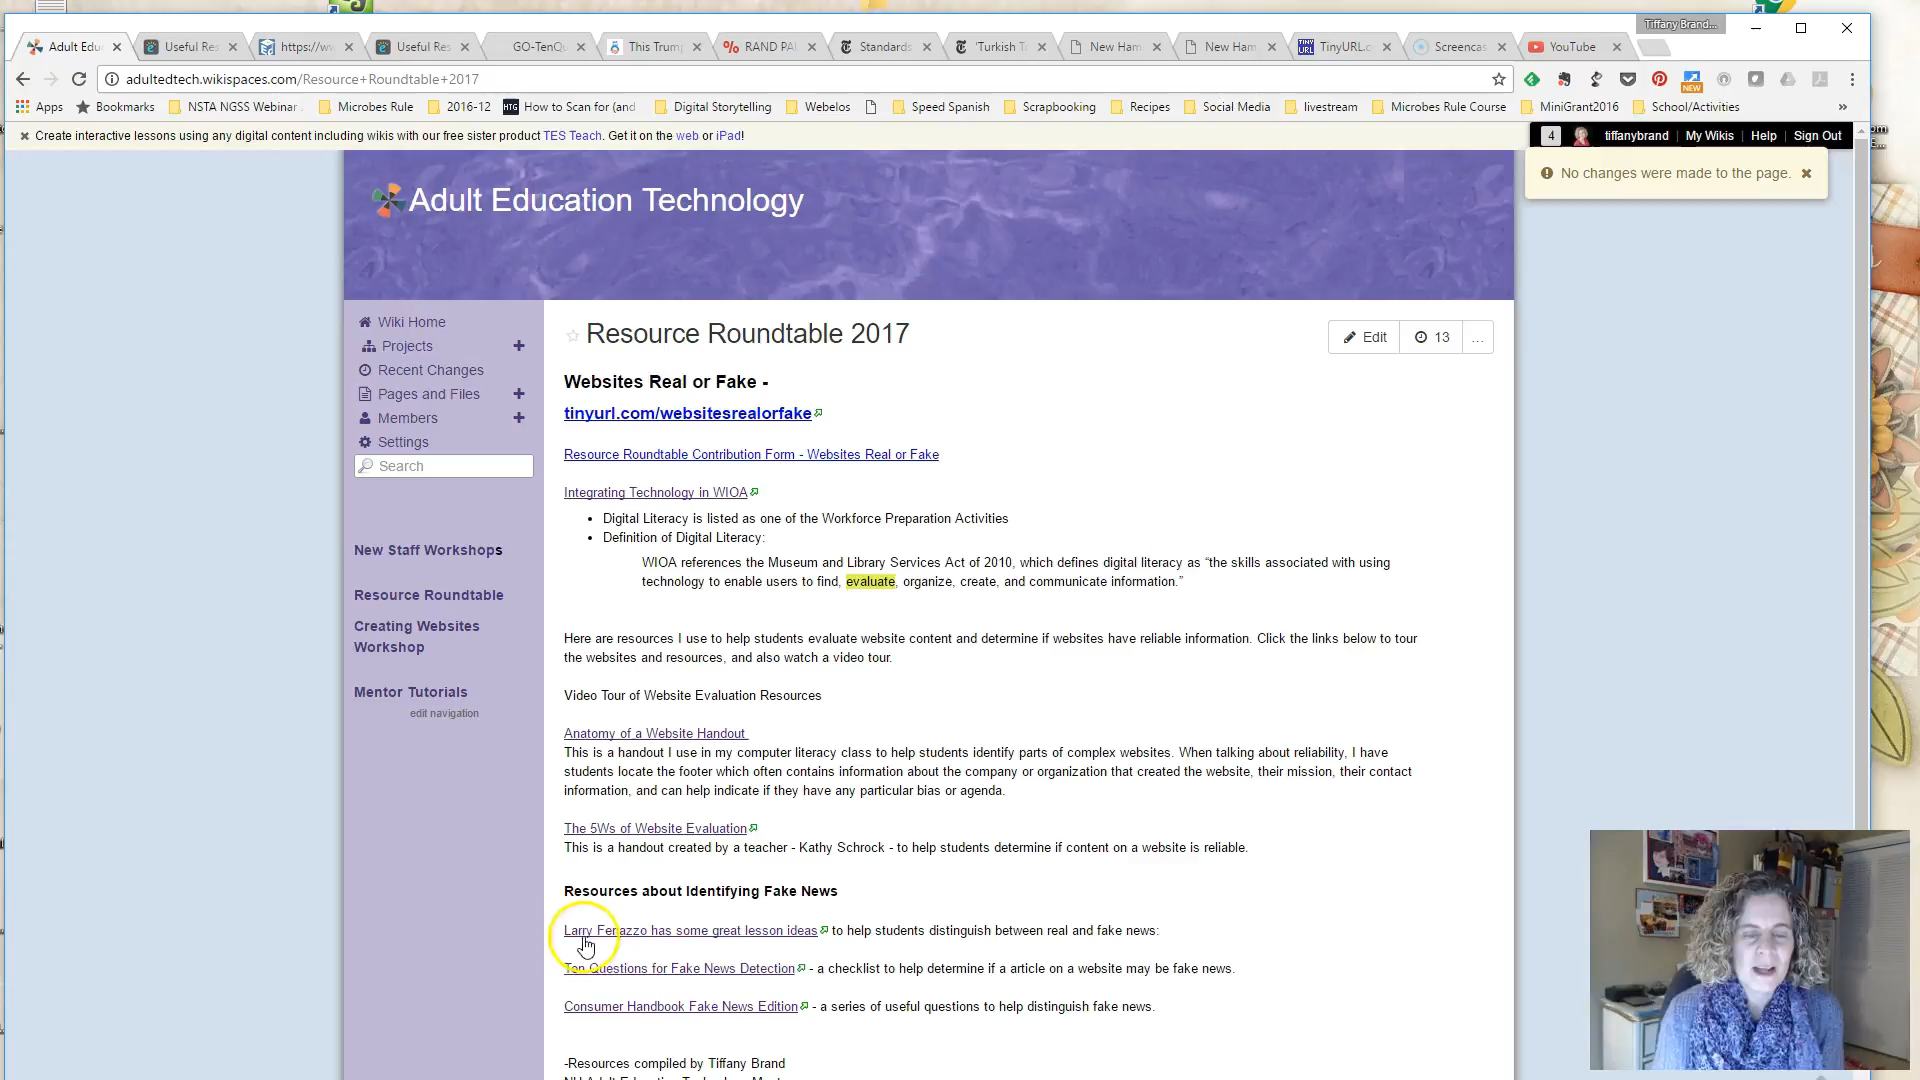 Tiffany Brand...
Adult Edu
Useful Res
https://ww
Useful Res
GO-TenQu
This Trump
RAND PA
Standards
'Turkish T
New Ham
New Ham
TinyURL.c
Screencas
YouTube
adultedtech.wikispaces.com/Resource+Roundtable+2017
NEW
Apps Bookmarks NSTA NGSS Webinar Microbes Rule 2016-12 How to Scan for (and Digital Storytelling Webelos Speed Spanish Scrapbooking Recipes Social Media livestream Microbes Rule Course MiniGrant2016 School/Activities »
Create interactive lessons using any digital content including wikis with our free sister product TES Teach. Get it on the web or iPad!
4 tiffanybrand My Wikis Help Sign Out
No changes were made to the page.
Adult Education Technology
Wiki Home
Projects
Recent Changes
Pages and Files
Members
Settings
Search
New Staff Workshops
Resource Roundtable
Creating Websites
Workshop
Mentor Tutorials
edit navigation
Resource Roundtable 2017
Edit 13 ...
Websites Real or Fake -
tinyurl.com/websitesrealorfake
Resource Roundtable Contribution Form - Websites Real or Fake
Integrating Technology in WIOA
• Digital Literacy is listed as one of the Workforce Preparation Activities
• Definition of Digital Literacy:
WIOA references the Museum and Library Services Act of 2010, which defines digital literacy as “the skills associated with using
technology to enable users to find, evaluate, organize, create, and communicate information.”
Here are resources I use to help students evaluate website content and determine if websites have reliable information. Click the links below to tour
the websites and resources, and also watch a video tour.
Video Tour of Website Evaluation Resources
Anatomy of a Website Handout
This is a handout I use in my computer literacy class to help students identify parts of complex websites. When talking about reliability, I have
students locate the footer which often contains information about the company or organization that created the website, their mission, their contact
information, and can help indicate if they have any particular bias or agenda.
The 5Ws of Website Evaluation
This is a handout created by a teacher - Kathy Schrock - to help students determine if content on a website is reliable.
Resources about Identifying Fake News
Larry Ferlazzo has some great lesson ideas to help students distinguish between real and fake news:
Ten Questions for Fake News Detection - a checklist to help determine if a article on a website may be fake news.
Consumer Handbook Fake News Edition - a series of useful questions to help distinguish fake news.
-Resources compiled by Tiffany Brand